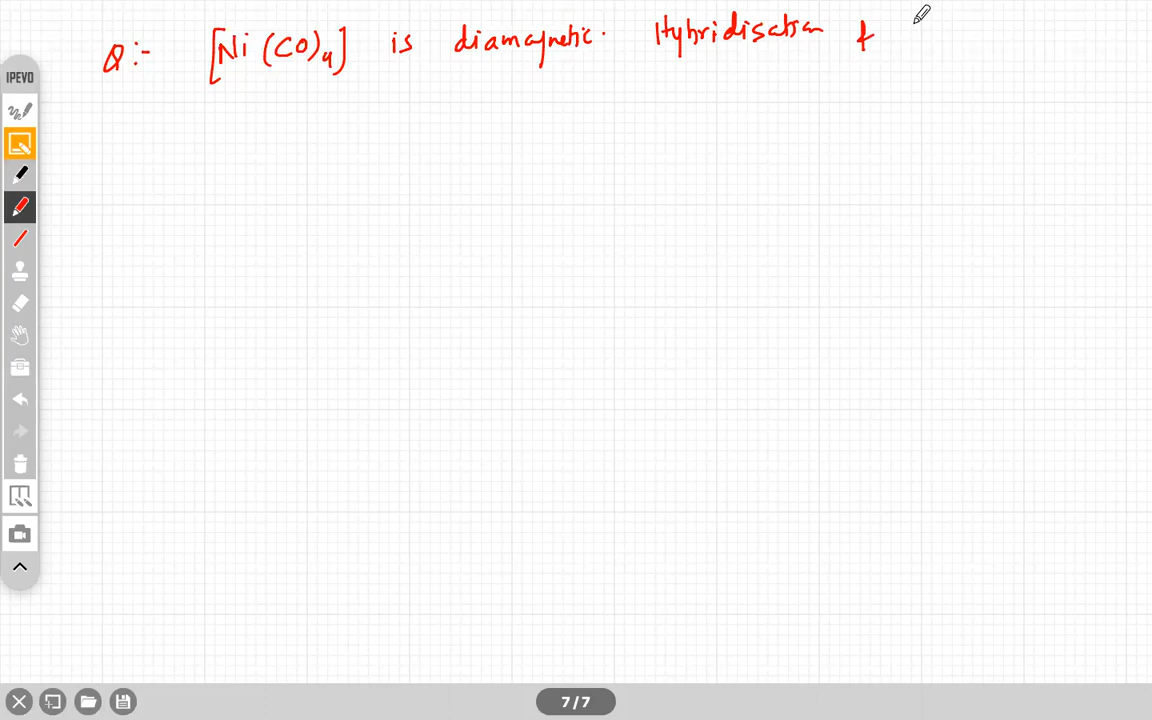 IPEVO
Q:- [Ni(CO)4] is diamagnetic. Hybridisation &
7/7